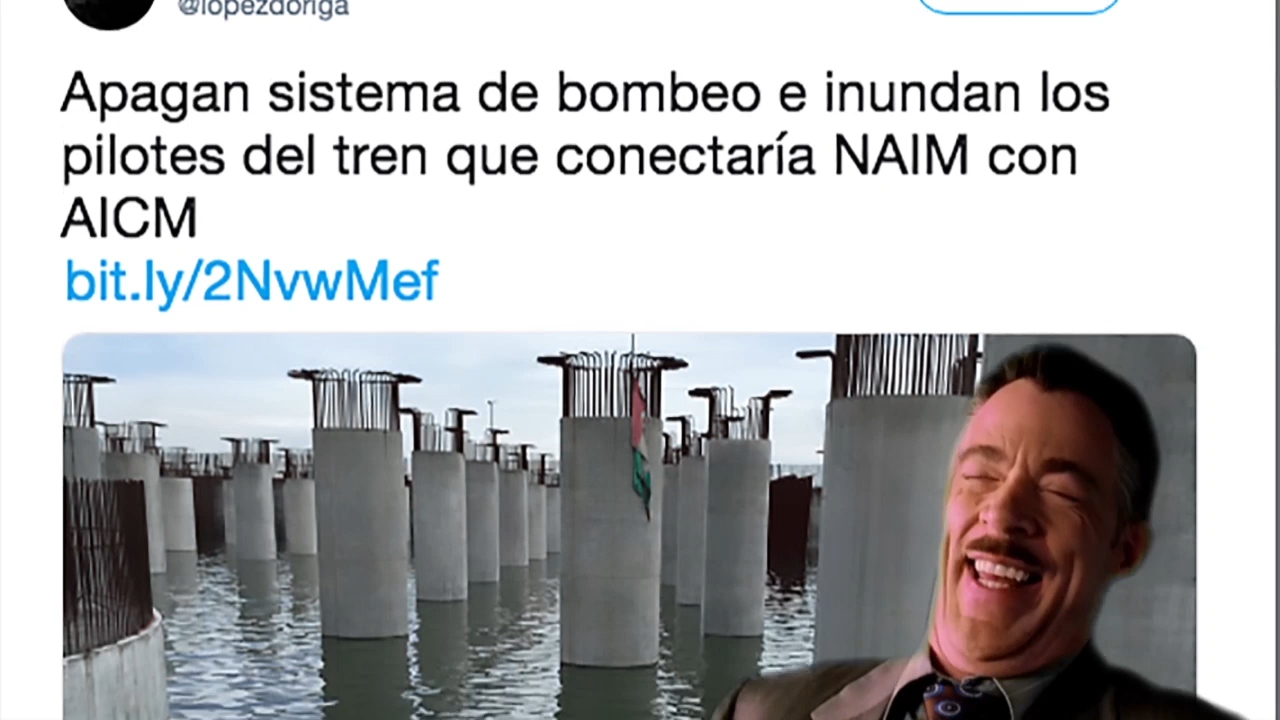 @lopezdoriga
Apagan sistema de bombeo e inundan los
pilotes del tren que conectaría NAIM con
AICM
bit.ly/2NvwMef